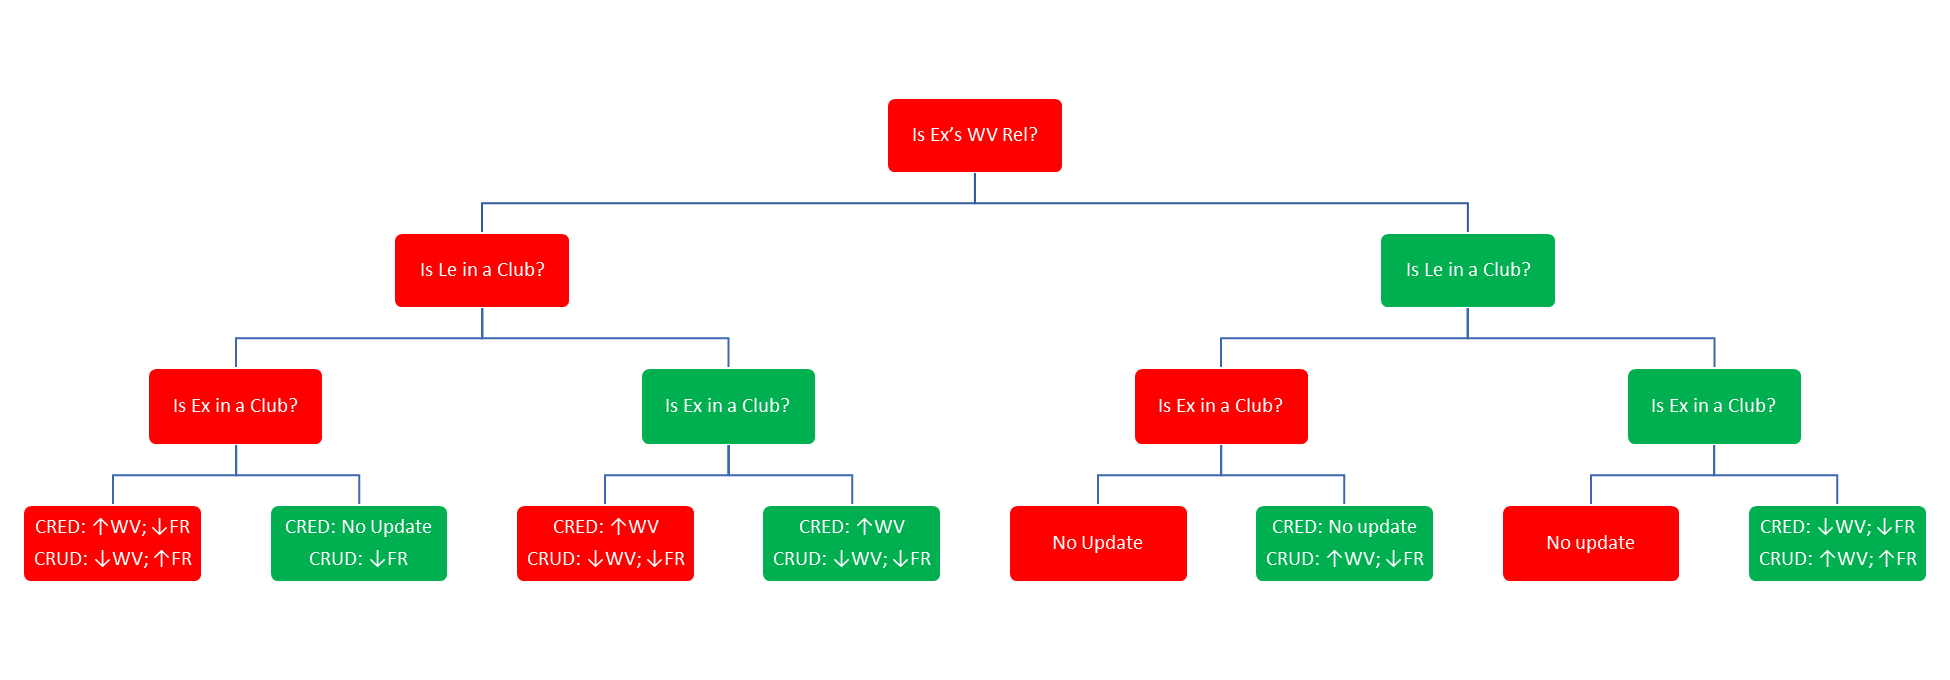 Is Ex’s WV Rel?
Is Le in a Club?
Is Le in a Club?
Is Ex in a Club?
Is Ex in a Club?
Is Ex in a Club?
Is Ex in a Club?
CRED: ↑WV; ↓FR
CRUD: ↓WV; ↑FR
CRED: No Update
CRUD: ↓FR
CRED: ↑WV
CRUD: ↓WV; ↓FR
CRED: ↑WV
CRUD: ↓WV; ↓FR
No Update
CRED: No update
CRUD: ↑WV; ↓FR
No update
CRED: ↓WV; ↓FR
CRUD: ↑WV; ↑FR